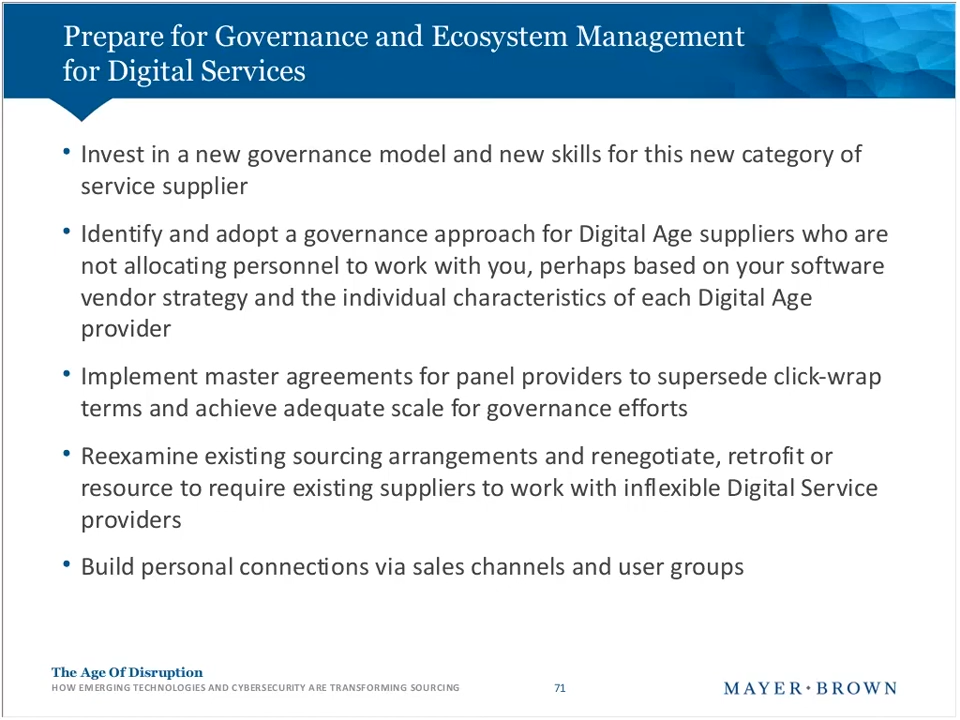 Prepare for Governance and Ecosystem Management
for Digital Services
• Invest in a new governance model and new skills for this new category of
service supplier
• Identify and adopt a governance approach for Digital Age suppliers who are
not allocating personnel to work with you, perhaps based on your software
vendor strategy and the individual characteristics of each Digital Age
provider
• Implement master agreements for panel providers to supersede click-wrap
terms and achieve adequate scale for governance efforts
• Reexamine existing sourcing arrangements and renegotiate, retrofit or
resource to require existing suppliers to work with inflexible Digital Service
providers
• Build personal connections via sales channels and user groups
The Age Of Disruption
HOW EMERGING TECHNOLOGIES AND CYBERSECURITY ARE TRANSFORMING SOURCING
71
MAYER • BROWN